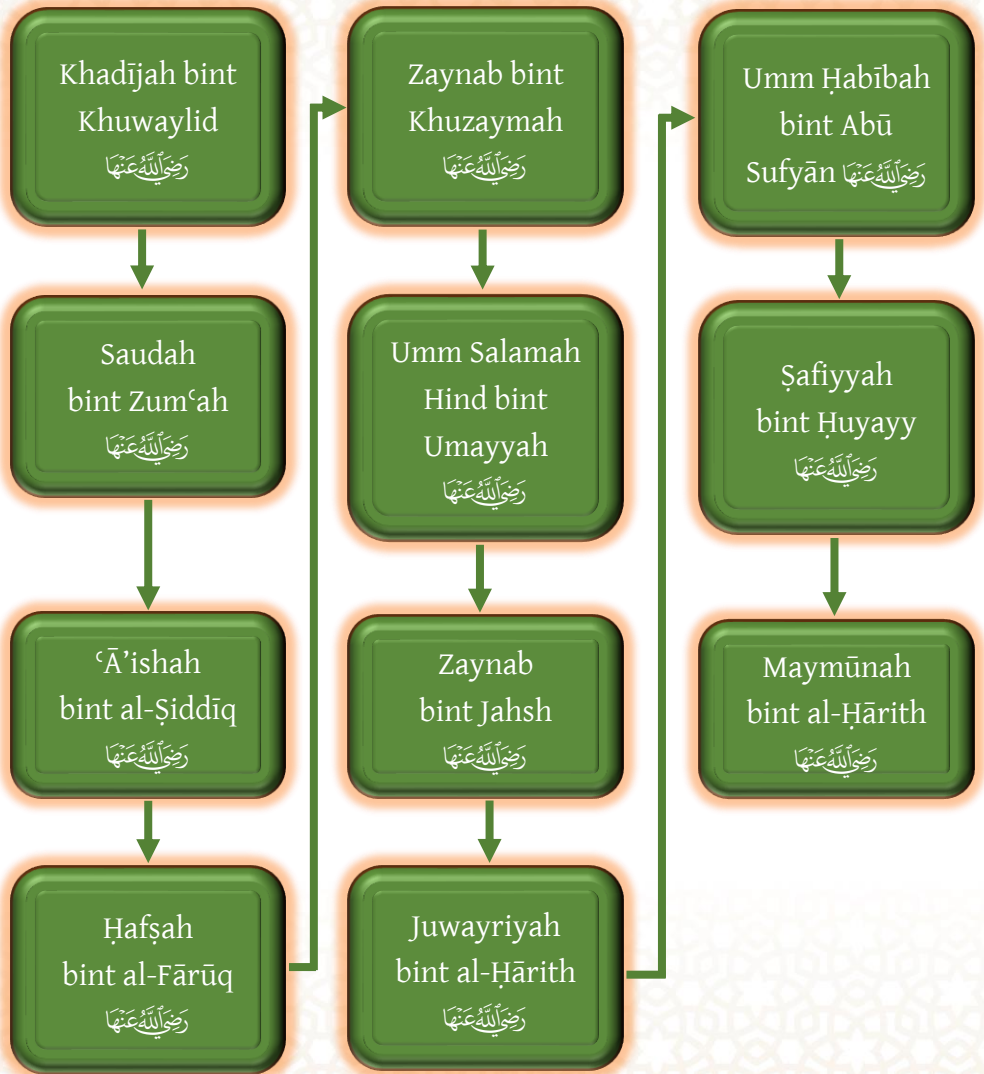 Khadījah bint
Khuwaylid
رَضِيَ ٱللَّهُ عَنْهَا
Saudah
bint Zumʿah
رَضِيَ ٱللَّهُ عَنْهَا
ʿĀ’ishah
bint al-Ṣiddīq
رَضِيَ ٱللَّهُ عَنْهَا
Ḥafṣah
bint al-Fārūq
رَضِيَ ٱللَّهُ عَنْهَا
Zaynab bint
Khuzaymah
رَضِيَ ٱللَّهُ عَنْهَا
Umm Salamah
Hind bint
Umayyah
رَضِيَ ٱللَّهُ عَنْهَا
Zaynab
bint Jahsh
رَضِيَ ٱللَّهُ عَنْهَا
Juwayriyah
bint al-Ḥārith
رَضِيَ ٱللَّهُ عَنْهَا
Umm Ḥabībah
bint Abū
Sufyān رَضِيَ ٱللَّهُ عَنْهَا
Ṣafiyyah
bint Ḥuyayy
رَضِيَ ٱللَّهُ عَنْهَا
Maymūnah
bint al-Ḥārith
رَضِيَ ٱللَّهُ عَنْهَا